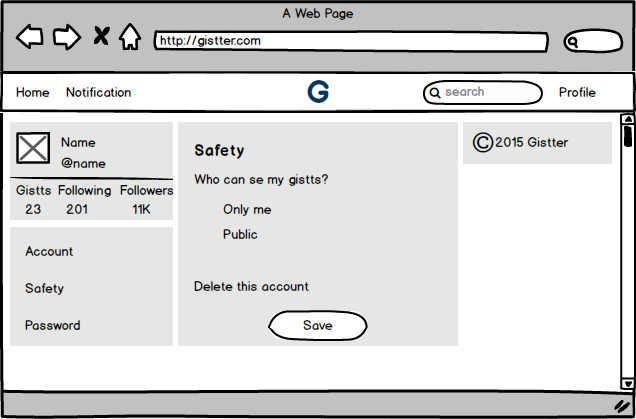 A Web Page
http://gistter.com
Home Notification G search Profile
Name
@name
Gistts Following Followers
23 201 11K
Account
Safety
Password
Safety
Who can se my gistts?
Only me
Public
Delete this account
Save
©2015 Gistter